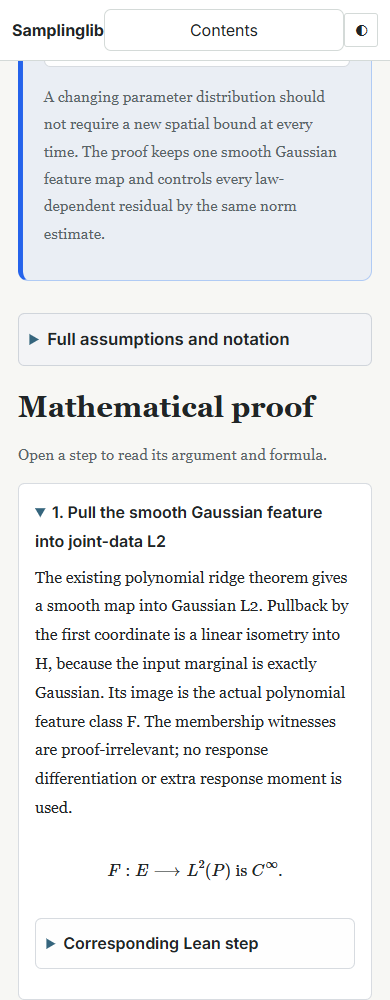 Samplinglib
Contents
A changing parameter distribution should
not require a new spatial bound at every
time. The proof keeps one smooth Gaussian
feature map and controls every law-
dependent residual by the same norm
estimate.
Full assumptions and notation
Mathematical proof
Open a step to read its argument and formula.
1. Pull the smooth Gaussian feature
into joint-data L2
The existing polynomial ridge theorem gives
a smooth map into Gaussian L2. Pullback by
the first coordinate is a linear isometry into
H, because the input marginal is exactly
Gaussian. Its image is the actual polynomial
feature class F. The membership witnesses
are proof-irrelevant; no response
differentiation or extra response moment is
used.
F : E ⟶ L²(P) is C^∞.
Corresponding Lean step